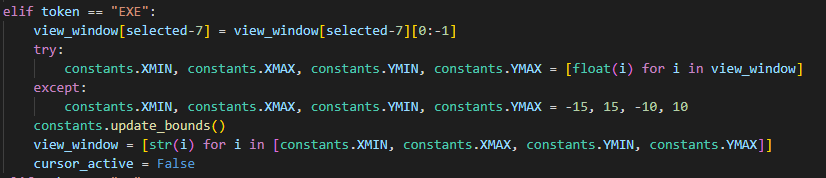 elif token == "EXE":
    view_window[selected-7] = view_window[selected-7][0:-1]
    try:
        constants.XMIN, constants.XMAX, constants.YMIN, constants.YMAX = [float(i) for i in view_window]
    except:
        constants.XMIN, constants.XMAX, constants.YMIN, constants.YMAX = -15, 15, -10, 10
    constants.update_bounds()
    view_window = [str(i) for i in [constants.XMIN, constants.XMAX, constants.YMIN, constants.YMAX]]
    cursor_active = False